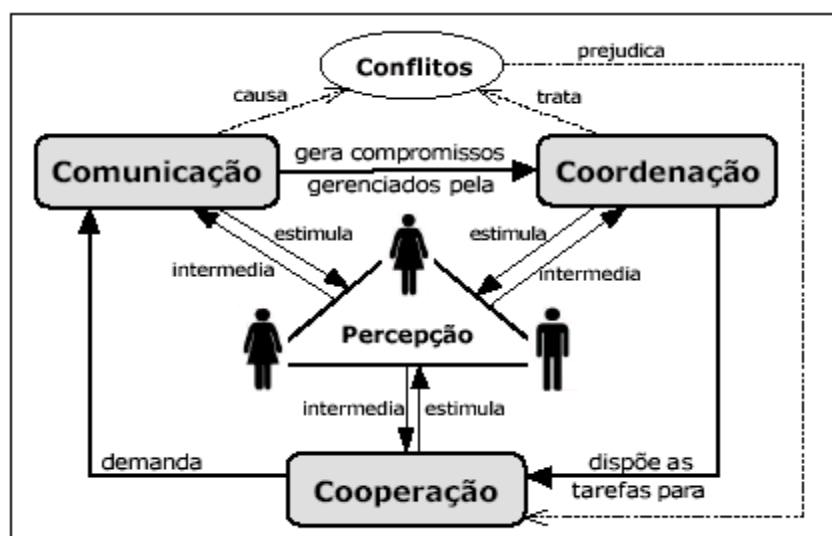 Conflitos
prejudica
causa
trata
Comunicação
gera compromissos
gerenciados pela
Coordenação
estimula
intermedia
estimula
intermedia
Percepção
intermedia
estimula
demanda
Cooperação
dispõe as
tarefas para